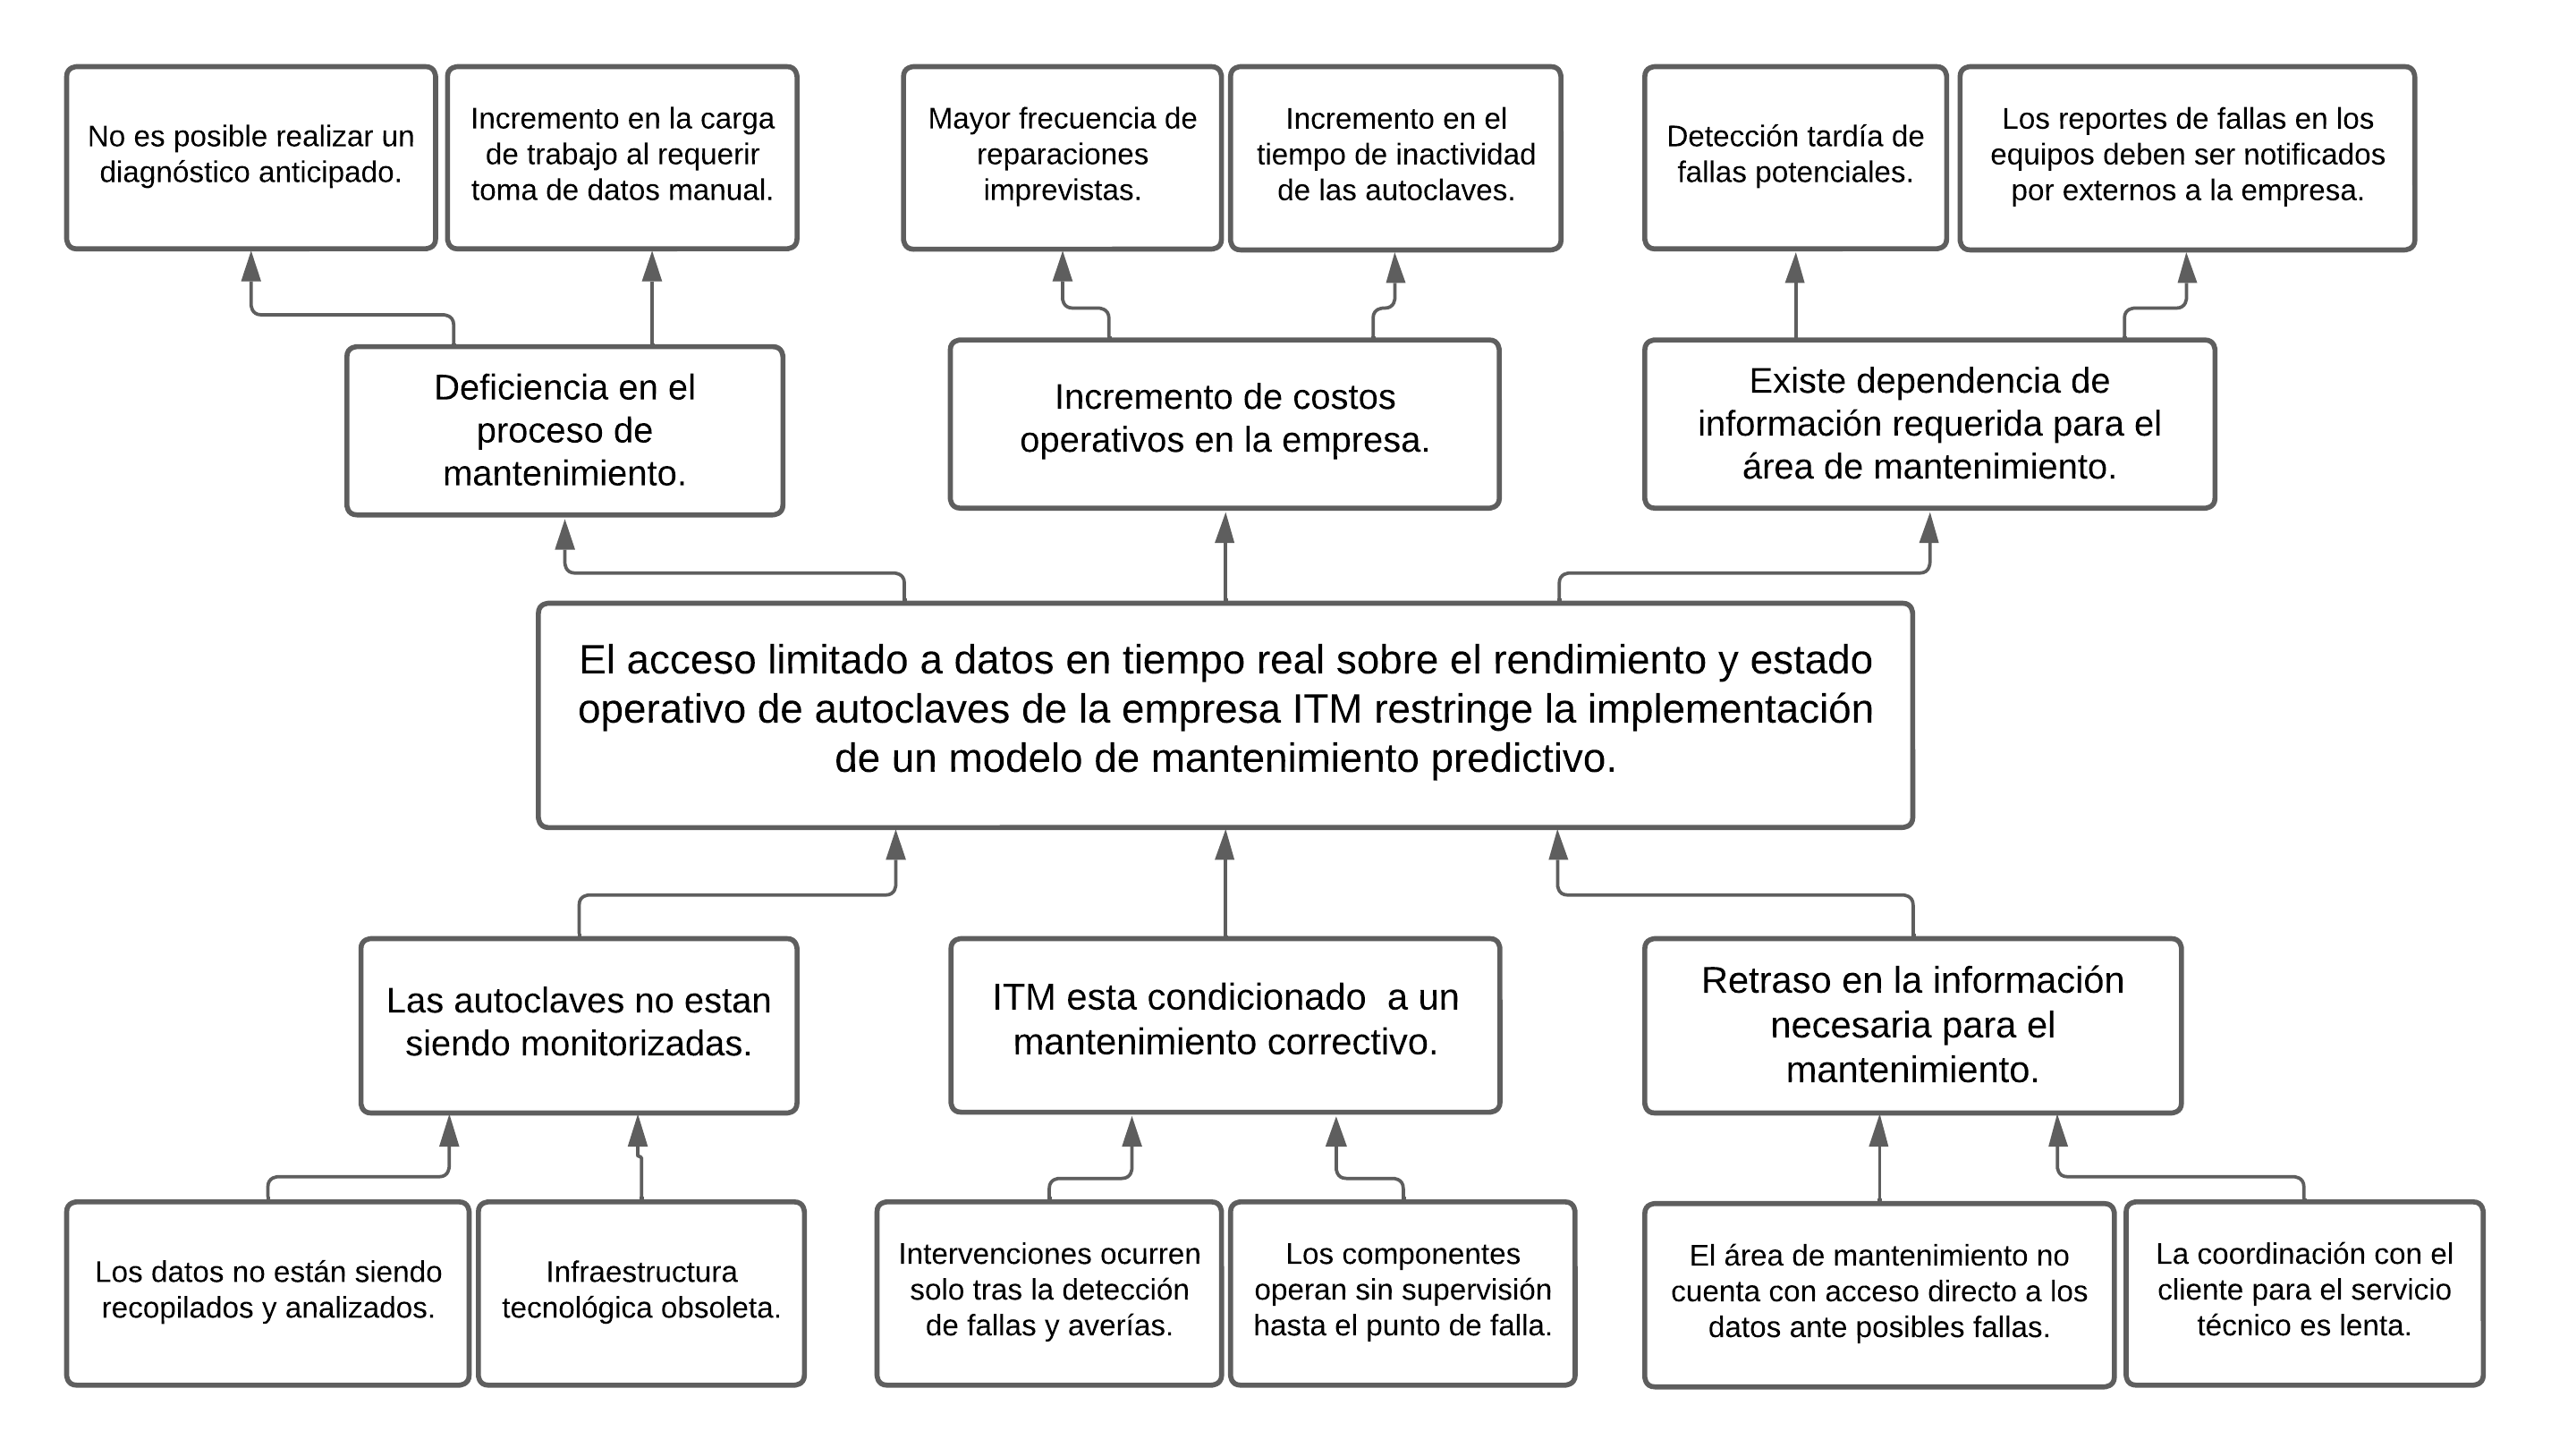 No es posible realizar un
diagnóstico anticipado.
Incremento en la carga
de trabajo al requerir
toma de datos manual.
Mayor frecuencia de
reparaciones
imprevistas.
Incremento en el
tiempo de inactividad
de las autoclaves.
Detección tardía de
fallas potenciales.
Los reportes de fallas en los
equipos deben ser notificados
por externos a la empresa.
Deficiencia en el
proceso de
mantenimiento.
Incremento de costos
operativos en la empresa.
Existe dependencia de
información requerida para el
área de mantenimiento.
El acceso limitado a datos en tiempo real sobre el rendimiento y estado
operativo de autoclaves de la empresa ITM restringe la implementación
de un modelo de mantenimiento predictivo.
Las autoclaves no estan
siendo monitorizadas.
ITM esta condicionado  a un
mantenimiento correctivo.
Retraso en la información
necesaria para el
mantenimiento.
Los datos no están siendo
recopilados y analizados.
Infraestructura
tecnológica obsoleta.
Intervenciones ocurren
solo tras la detección
de fallas y averías.
Los componentes
operan sin supervisión
hasta el punto de falla.
El área de mantenimiento no
cuenta con acceso directo a los
datos ante posibles fallas.
La coordinación con el
cliente para el servicio
técnico es lenta.